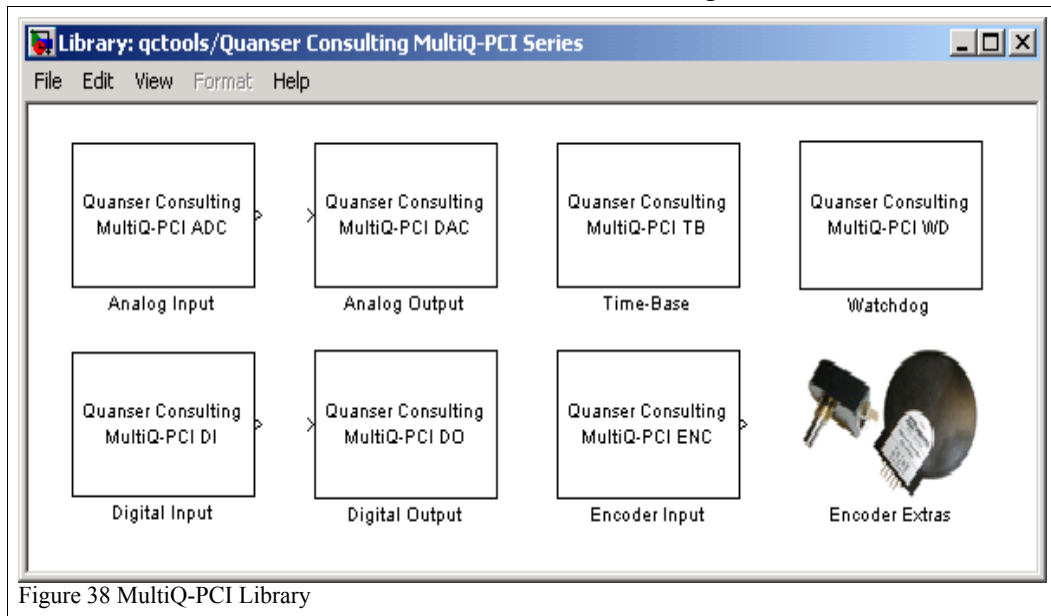 Library: qctools/Quanser Consulting MultiQ-PCI Series
File Edit View Format Help
Quanser Consulting
MultiQ-PCI ADC
Analog Input
Quanser Consulting
MultiQ-PCI DAC
Analog Output
Quanser Consulting
MultiQ-PCI TB
Time-Base
Quanser Consulting
MultiQ-PCI WD
Watchdog
Quanser Consulting
MultiQ-PCI DI
Digital Input
Quanser Consulting
MultiQ-PCI DO
Digital Output
Quanser Consulting
MultiQ-PCI ENC
Encoder Input
Encoder Extras
Figure 38 MultiQ-PCI Library